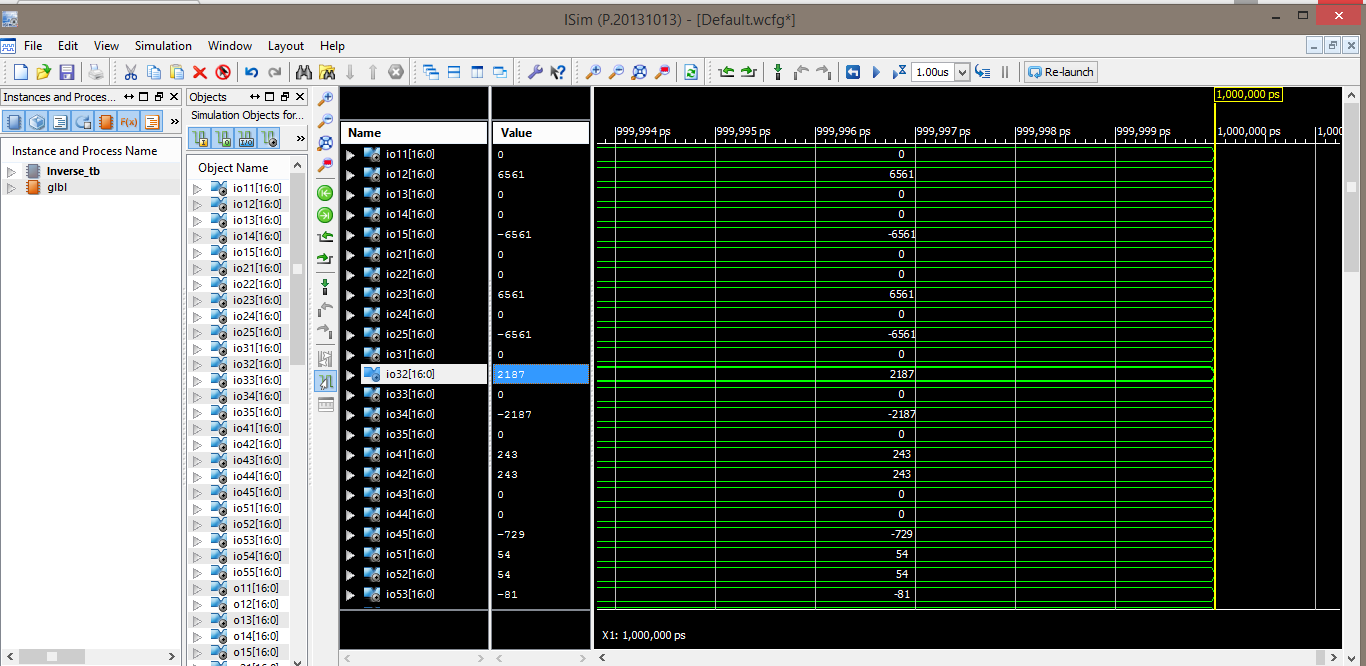 ISim (P.20131013) - [Default.wcfg*]
File Edit View Simulation Window Layout Help
1.00us Re-launch
Instances and Proces...
Objects
Simulation Objects for...
Instance and Process Name
Inverse_tb
glbl
Object Name
io11[16:0]
io12[16:0]
io13[16:0]
io14[16:0]
io15[16:0]
io21[16:0]
io22[16:0]
io23[16:0]
io24[16:0]
io25[16:0]
io31[16:0]
io32[16:0]
io33[16:0]
io34[16:0]
io35[16:0]
io41[16:0]
io42[16:0]
io43[16:0]
io44[16:0]
io45[16:0]
io51[16:0]
io52[16:0]
io53[16:0]
io54[16:0]
io55[16:0]
o11[16:0]
o12[16:0]
o13[16:0]
o14[16:0]
o15[16:0]
1,000,000 ps
Name Value 999,994 ps 999,995 ps 999,996 ps 999,997 ps 999,998 ps 999,999 ps 1,000,000 ps
io11[16:0] 0 0
io12[16:0] 6561 6561
io13[16:0] 0 0
io14[16:0] 0 0
io15[16:0] -6561 -6561
io21[16:0] 0 0
io22[16:0] 0 0
io23[16:0] 6561 6561
io24[16:0] 0 0
io25[16:0] -6561 -6561
io31[16:0] 0 0
io32[16:0] 2187 2187
io33[16:0] 0 0
io34[16:0] -2187 -2187
io35[16:0] 0 0
io41[16:0] 243 243
io42[16:0] 243 243
io43[16:0] 0 0
io44[16:0] 0 0
io45[16:0] -729 -729
io51[16:0] 54 54
io52[16:0] 54 54
io53[16:0] -81 -81
X1: 1,000,000 ps